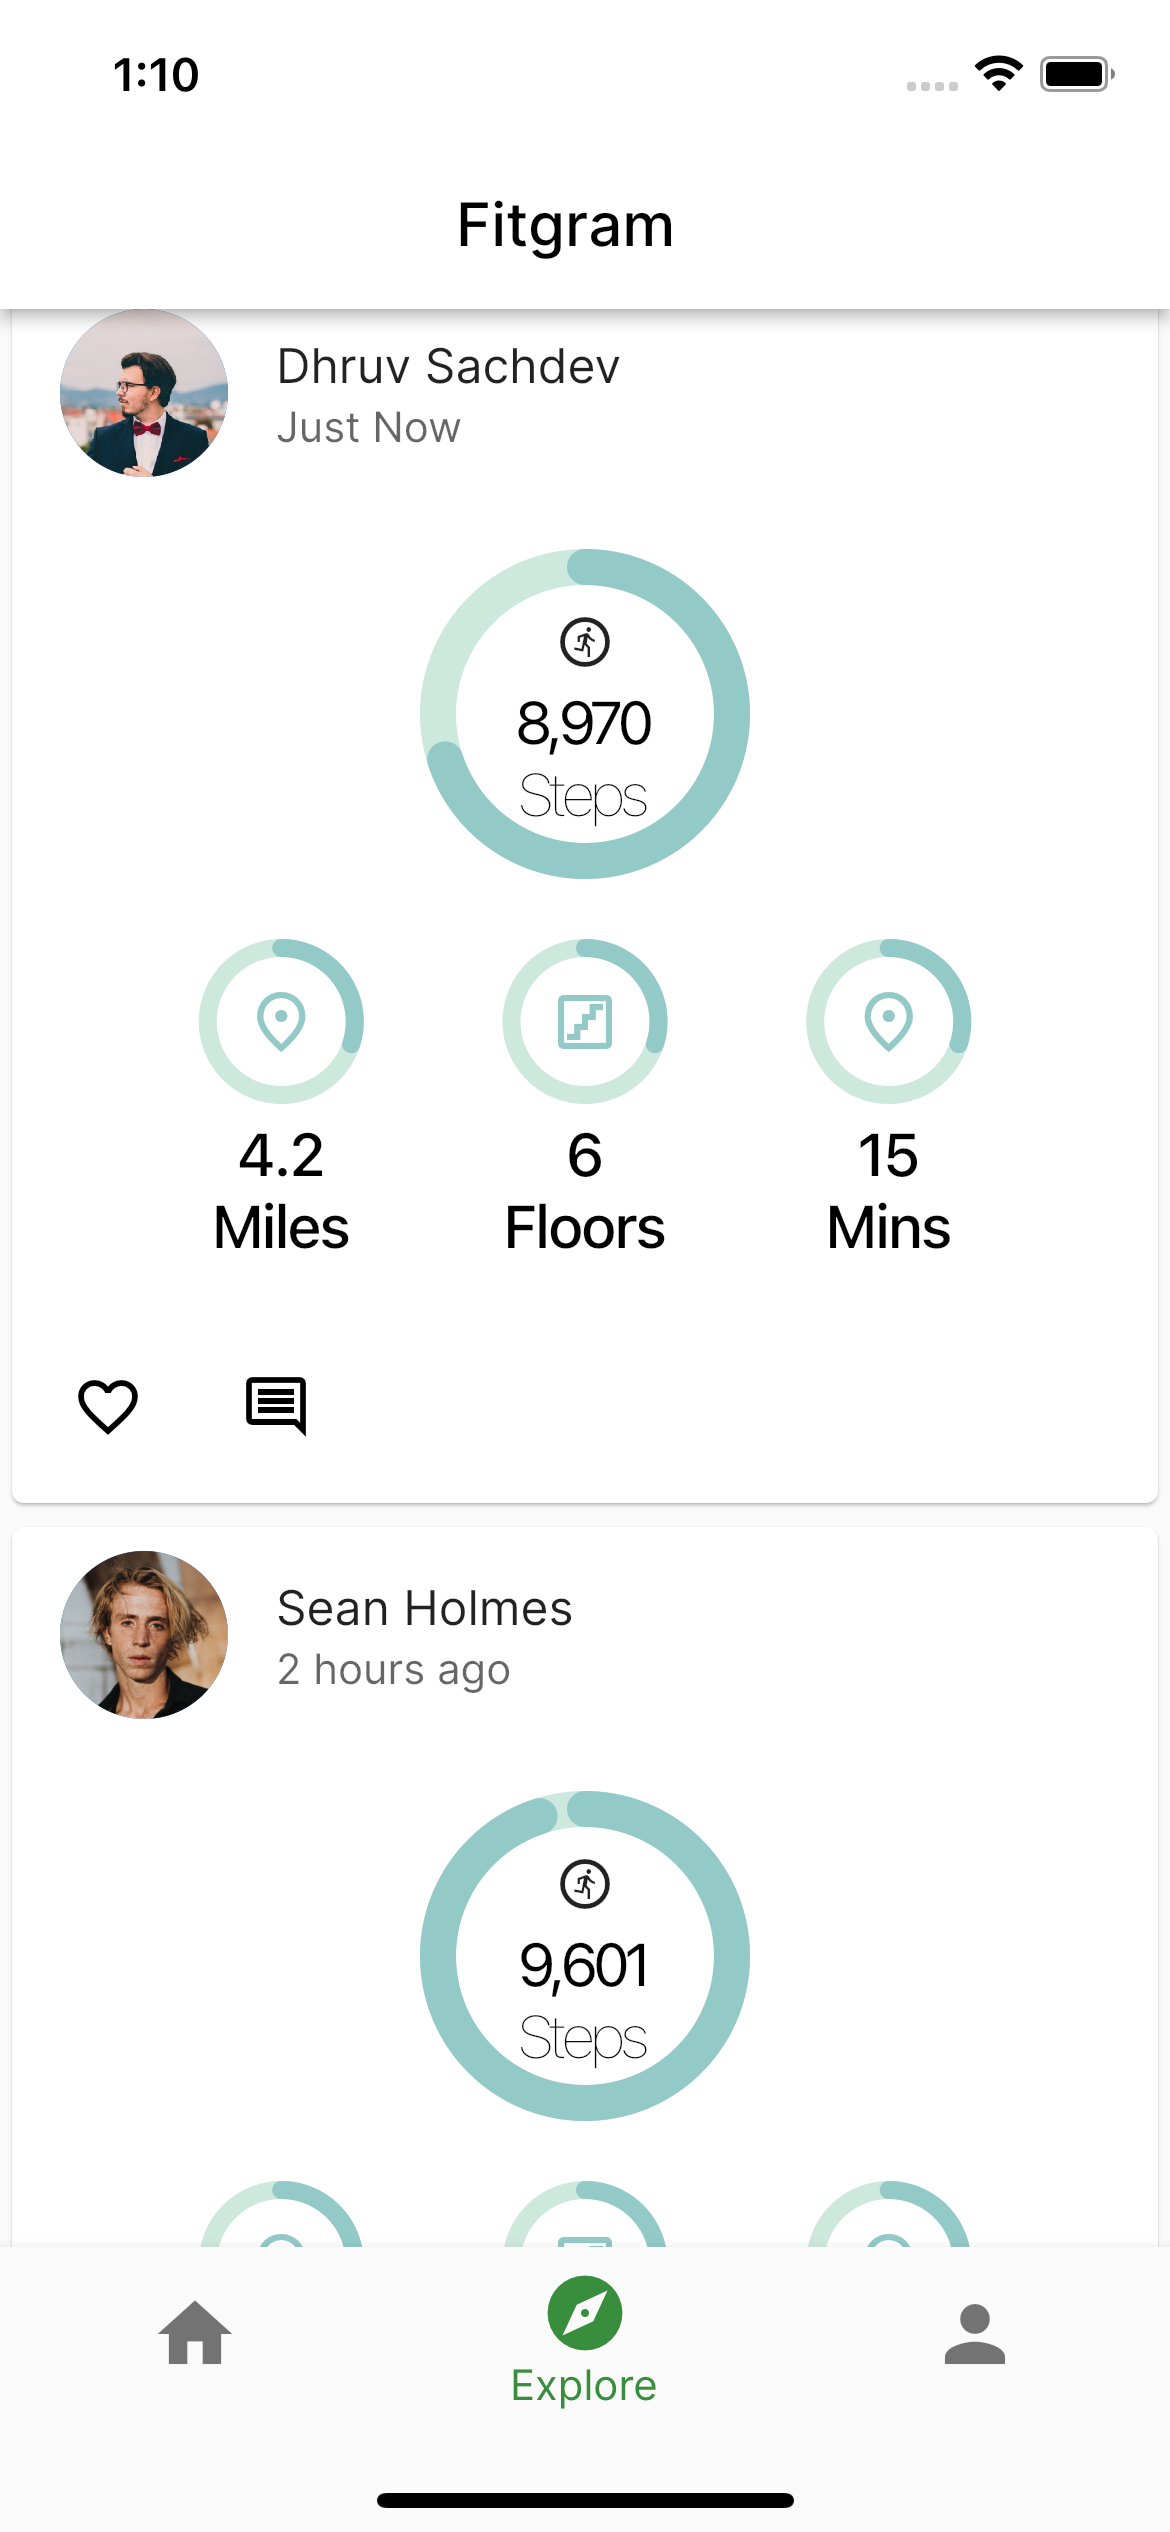 1:10
Fitgram
Dhruv Sachdev
Just Now
8,970
Steps
4.2
Miles
6
Floors
15
Mins
Sean Holmes
2 hours ago
9,601
Steps
Explore